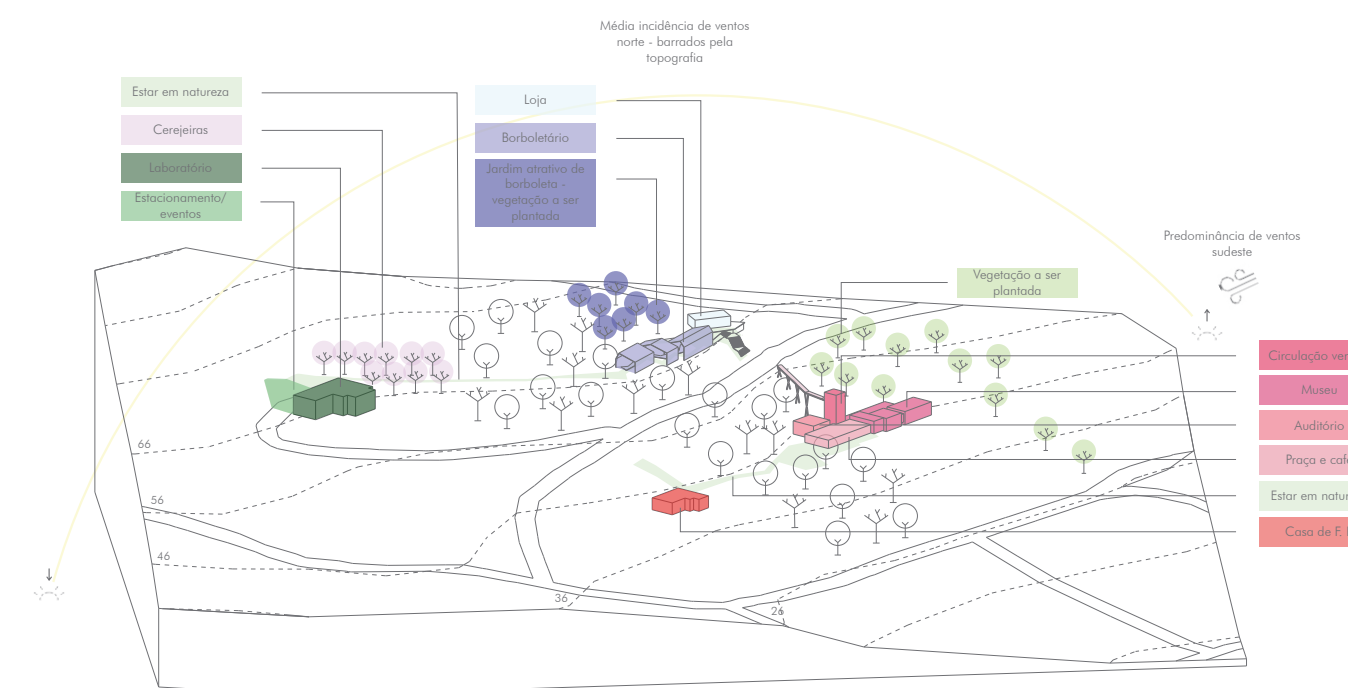 Média incidência de ventos
norte - barrados pela
topografia
Estar em natureza
Cerejeiras
Laboratório
Estacionamento/
eventos
Loja
Borboletário
Jardim atrativo de
borboleta -
vegetação a ser
plantada
Predominância de ventos
sudeste
Vegetação a ser
plantada
Circulação ver
Museu
Auditório
Praça e café
Estar em natur
Casa de F.
66
56
46
36
26